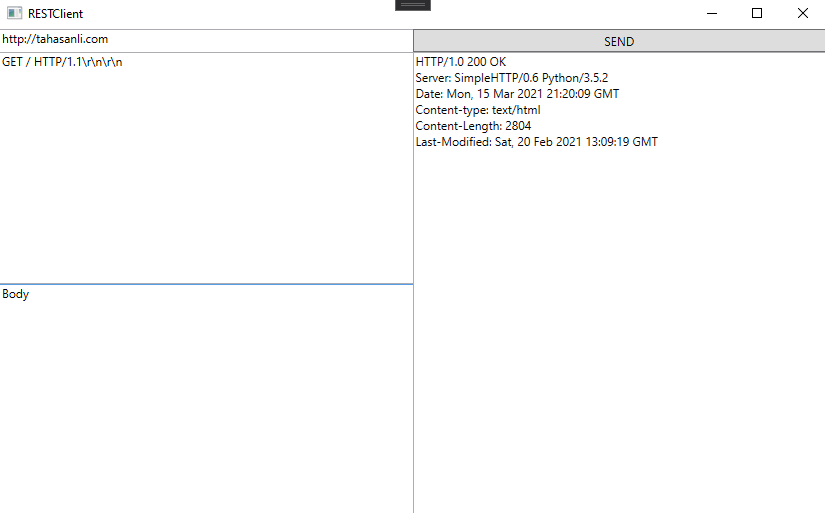 RESTClient
http://tahasanli.com
SEND
GET / HTTP/1.1\r\n\r\n
HTTP/1.0 200 OK
Server: SimpleHTTP/0.6 Python/3.5.2
Date: Mon, 15 Mar 2021 21:20:09 GMT
Content-type: text/html
Content-Length: 2804
Last-Modified: Sat, 20 Feb 2021 13:09:19 GMT
Body